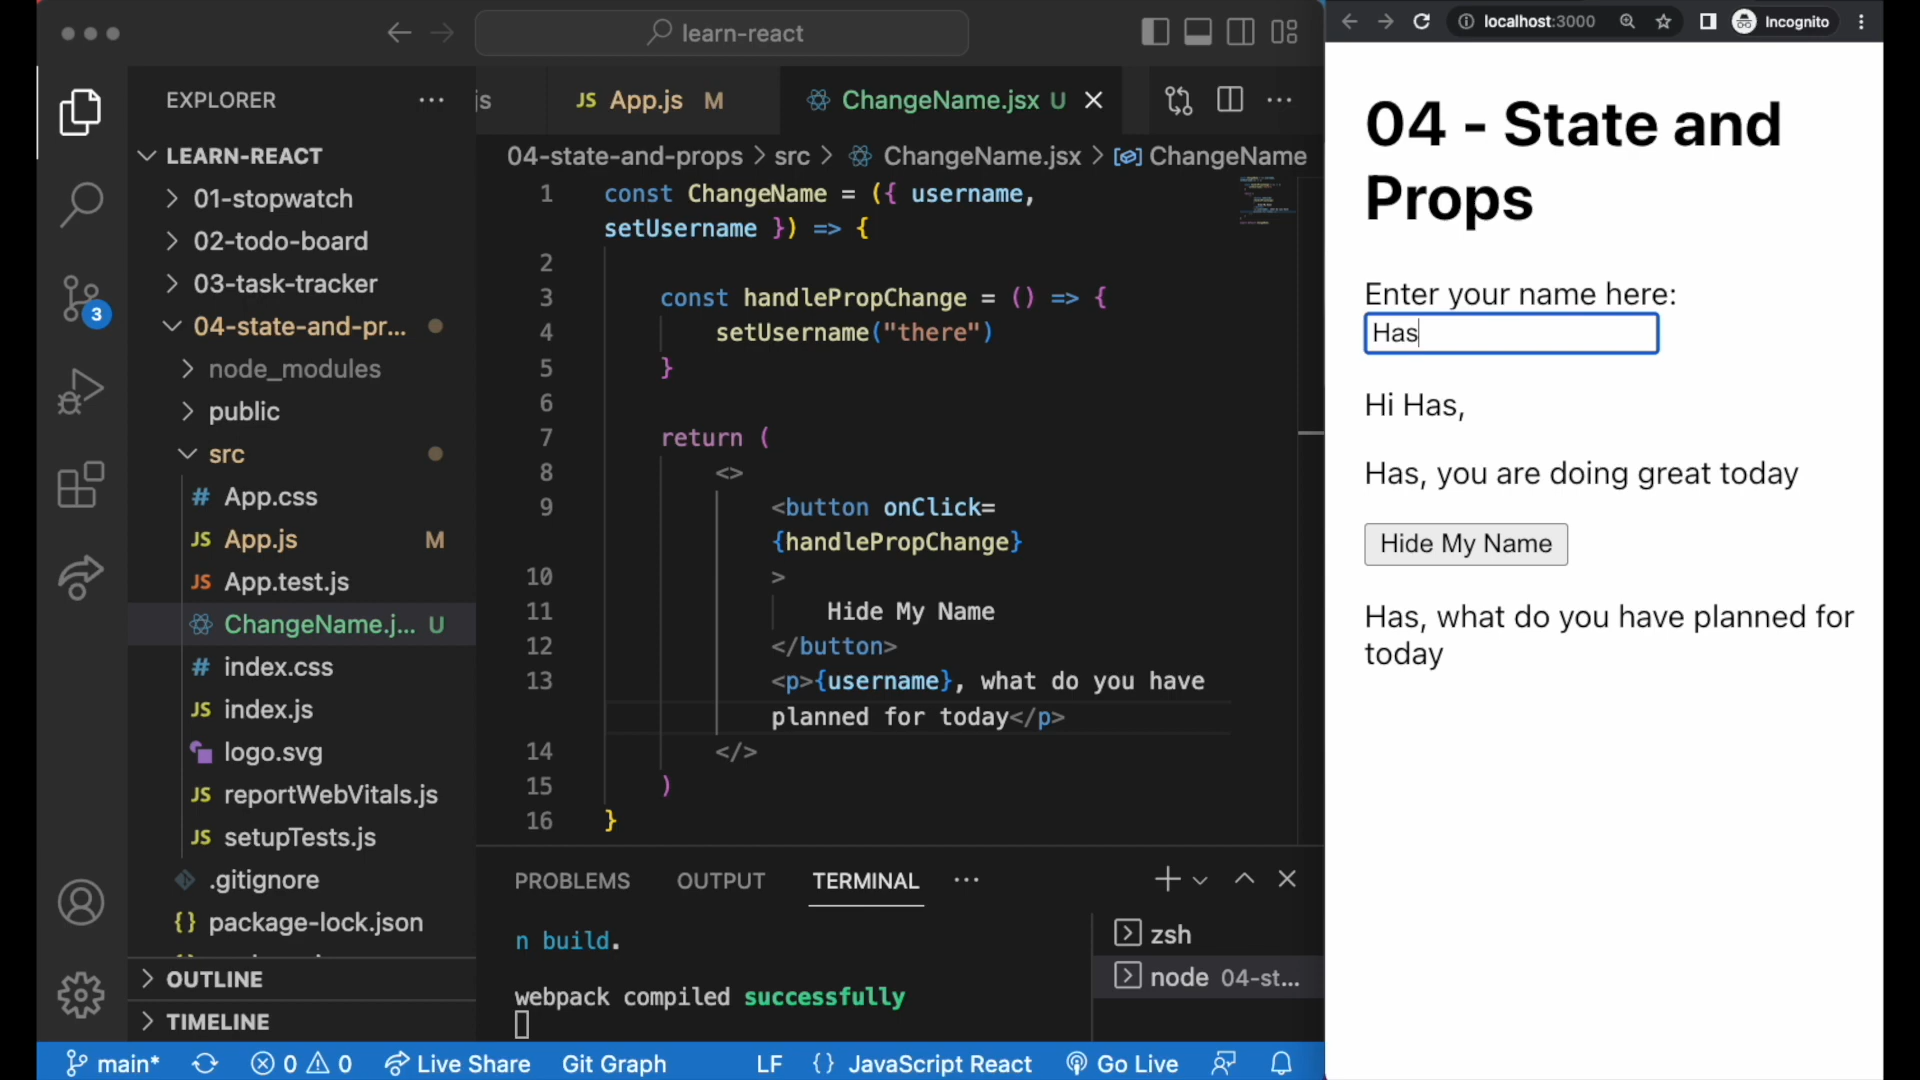 learn-react
EXPLORER
LEARN-REACT
01-stopwatch
02-todo-board
03-task-tracker
04-state-and-pr...
node_modules
public
src
# App.css
JS App.js M
JS App.test.js
ChangeName.j... U
# index.css
JS index.js
logo.svg
JS reportWebVitals.js
JS setupTests.js
.gitignore
{} package-lock.json
OUTLINE
TIMELINE
3
js
JS App.js M
ChangeName.jsx U
04-state-and-props > src > ChangeName.jsx > ChangeName
1 const ChangeName = ({ username,
setUsername }) => {
2
3 const handlePropChange = () => {
4 setUsername("there")
5 }
6
7 return (
8 <>
9 <button onClick=
{handlePropChange}
10 >
11 Hide My Name
12 </button>
13 <p>{username}, what do you have
planned for today</p>
14 </>
15 )
16 }
PROBLEMS OUTPUT TERMINAL
n build.
webpack compiled successfully
zsh
node 04-st...
main* 0 0 Live Share Git Graph LF {} JavaScript React Go Live
localhost:3000 Incognito
04 - State and
Props
Enter your name here:
Has
Hi Has,
Has, you are doing great today
Hide My Name
Has, what do you have planned for
today